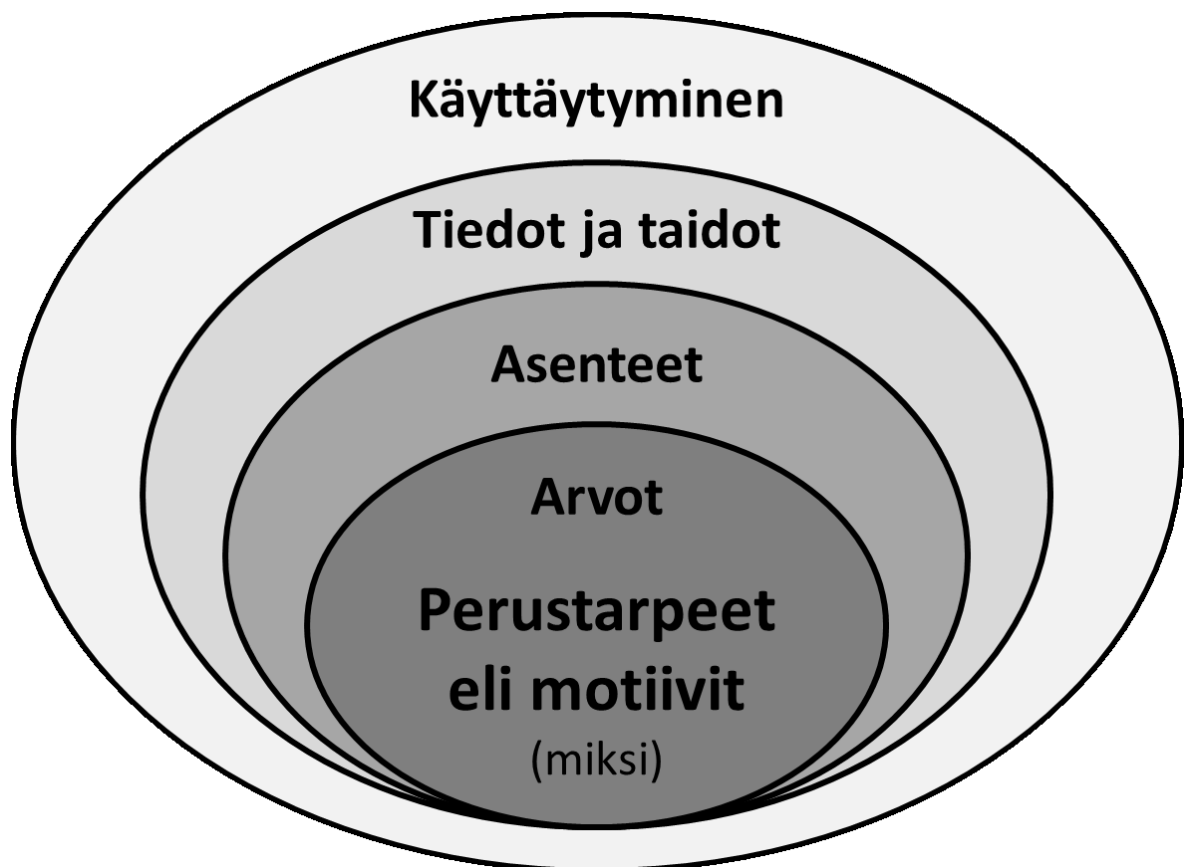 Käyttäytyminen
Tiedot ja taidot
Asenteet
Arvot
Perustarpeet
eli motiivit
(miksi)